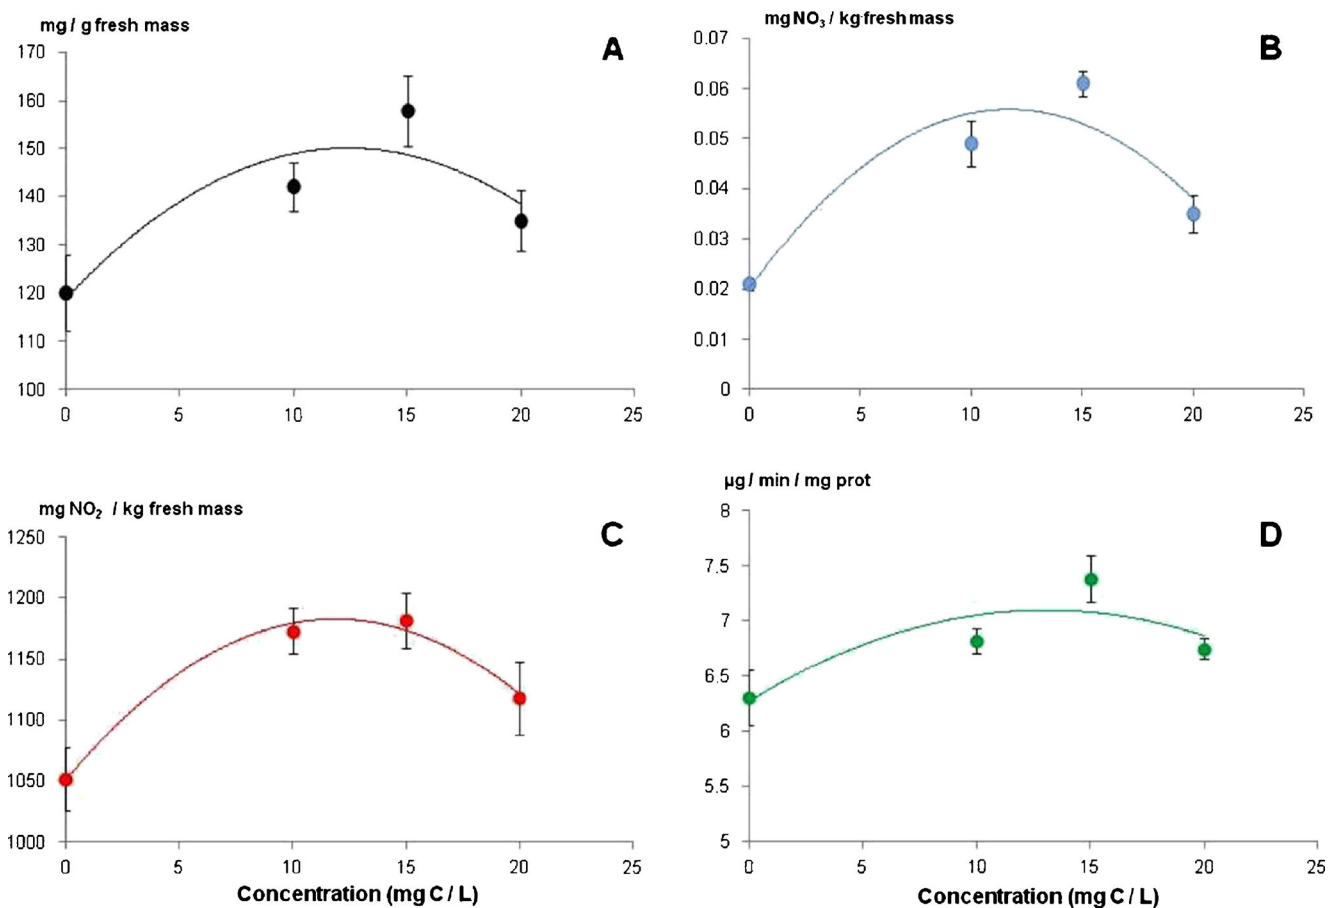 mg / g fresh mass
A
170
160
150
140
130
120
110
100
0 5 10 15 20 25
mg NO₃ / kg fresh mass
B
0.07
0.06
0.05
0.04
0.03
0.02
0.01
0
0 5 10 15 20 25
mg NO₂ / kg fresh mass
C
1250
1200
1150
1100
1050
1000
0 5 10 15 20 25
Concentration (mg C / L)
µg / min / mg prot
D
8
7.5
7
6.5
6
5.5
5
0 5 10 15 20 25
Concentration (mg C / L)